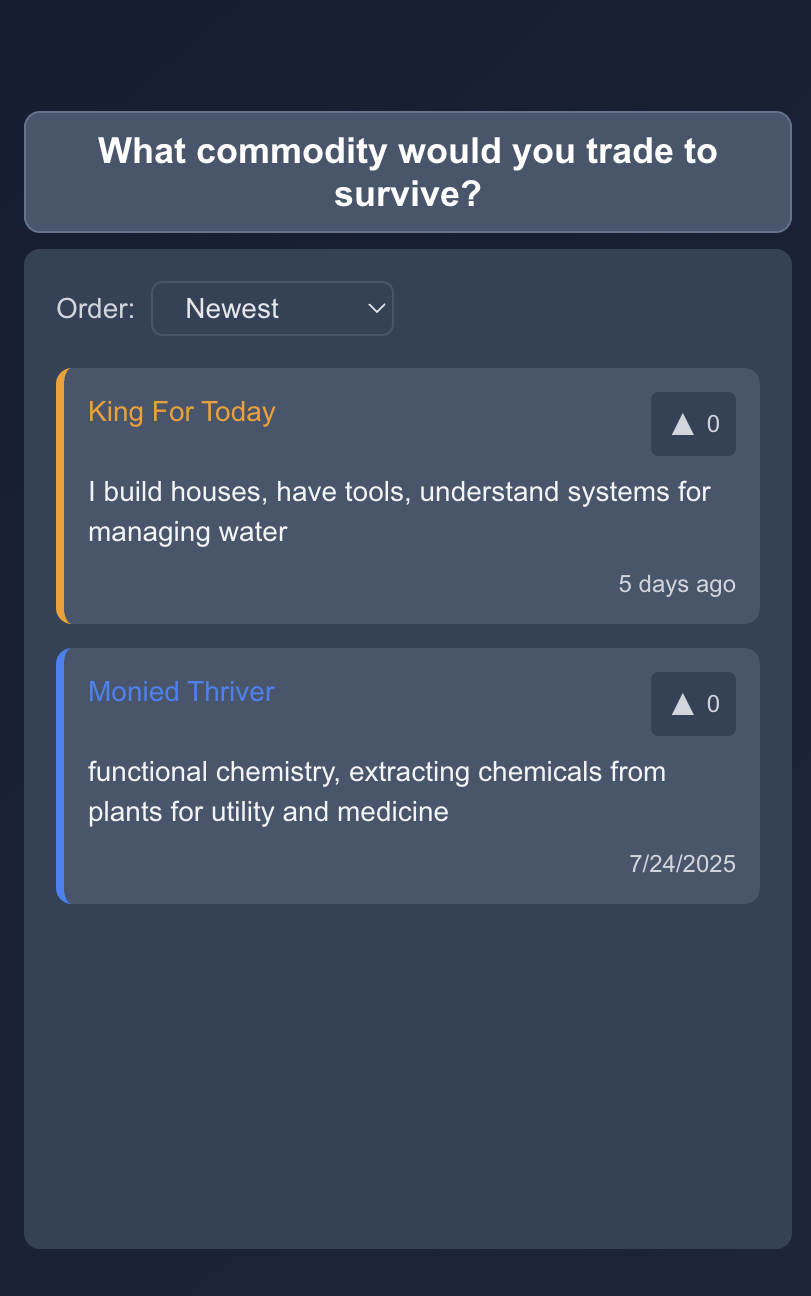 What commodity would you trade to
survive?
Order: Newest
King For Today
▲ 0
I build houses, have tools, understand systems for
managing water
5 days ago
Monied Thriver
▲ 0
functional chemistry, extracting chemicals from
plants for utility and medicine
7/24/2025